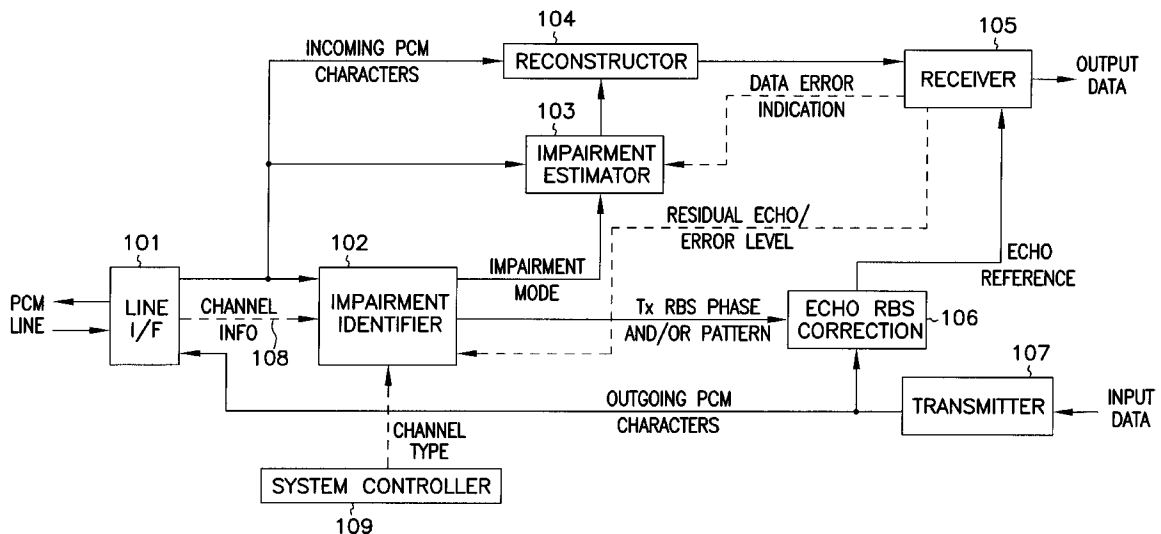 104
RECONSTRUCTOR
INCOMING PCM
CHARACTERS
105
RECEIVER
OUTPUT
DATA
DATA ERROR
INDICATION
103
IMPAIRMENT
ESTIMATOR
RESIDUAL ECHO/
ERROR LEVEL
ECHO
REFERENCE
101
LINE
I/F
PCM
LINE
CHANNEL
INFO
108
102
IMPAIRMENT
IDENTIFIER
IMPAIRMENT
MODE
Tx RBS PHASE
AND/OR PATTERN
ECHO RBS
CORRECTION
106
107
TRANSMITTER
INPUT
DATA
OUTGOING PCM
CHARACTERS
CHANNEL
TYPE
SYSTEM CONTROLLER
109